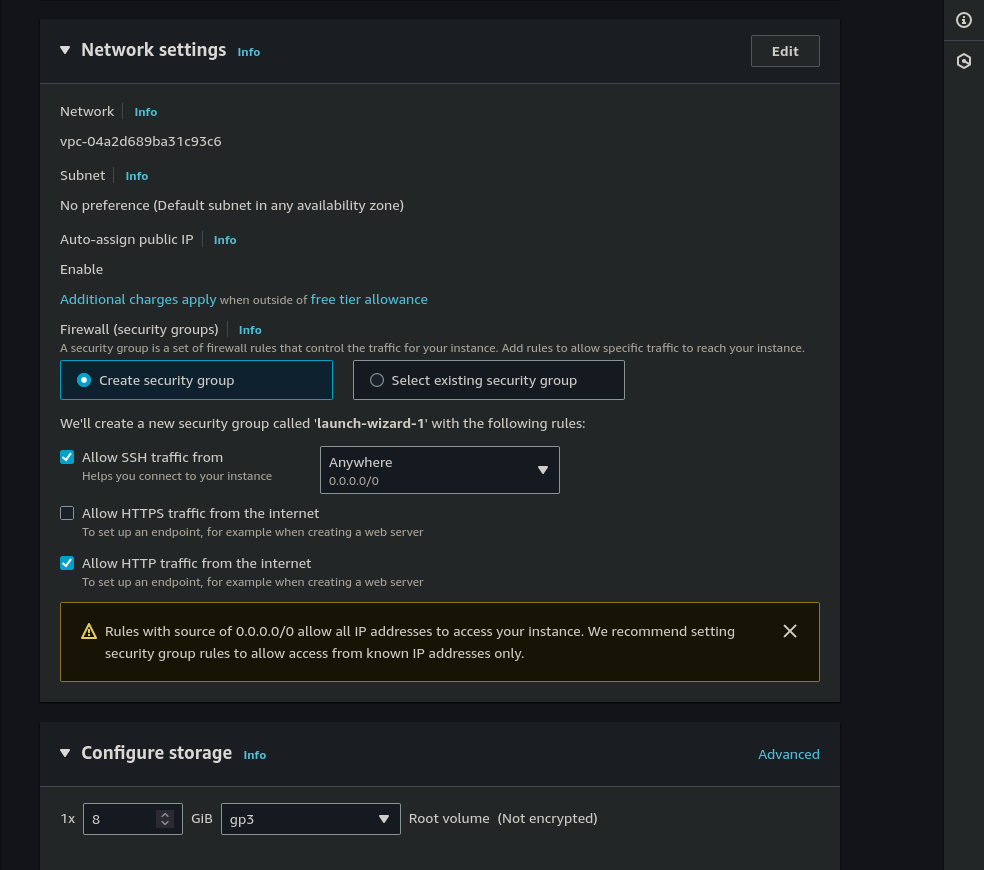 Network settings Info
Edit
Network Info
vpc-04a2d689ba31c93c6
Subnet Info
No preference (Default subnet in any availability zone)
Auto-assign public IP Info
Enable
Additional charges apply when outside of free tier allowance
Firewall (security groups) Info
A security group is a set of firewall rules that control the traffic for your instance. Add rules to allow specific traffic to reach your instance.
Create security group
Select existing security group
We'll create a new security group called 'launch-wizard-1' with the following rules:
Allow SSH traffic from
Helps you connect to your instance
Anywhere
0.0.0.0/0
Allow HTTPS traffic from the internet
To set up an endpoint, for example when creating a web server
Allow HTTP traffic from the internet
To set up an endpoint, for example when creating a web server
Rules with source of 0.0.0.0/0 allow all IP addresses to access your instance. We recommend setting
security group rules to allow access from known IP addresses only.
Configure storage Info
Advanced
1x 8 GiB gp3 Root volume (Not encrypted)